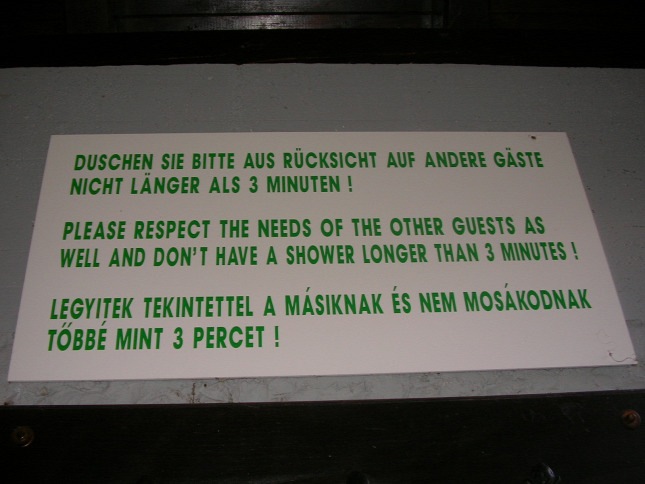 DUSCHEN SIE BITTE AUS RÜCKSICHT AUF ANDERE GÄSTE
NICHT LÄNGER ALS 3 MINUTEN !
PLEASE RESPECT THE NEEDS OF THE OTHER GUESTS AS
WELL AND DON'T HAVE A SHOWER LONGER THAN 3 MINUTES !
LEGYITEK TEKINTETTEL A MÁSIKNAK ÉS NEM MOSÁKODNAK
TŐBBÉ MINT 3 PERCET !